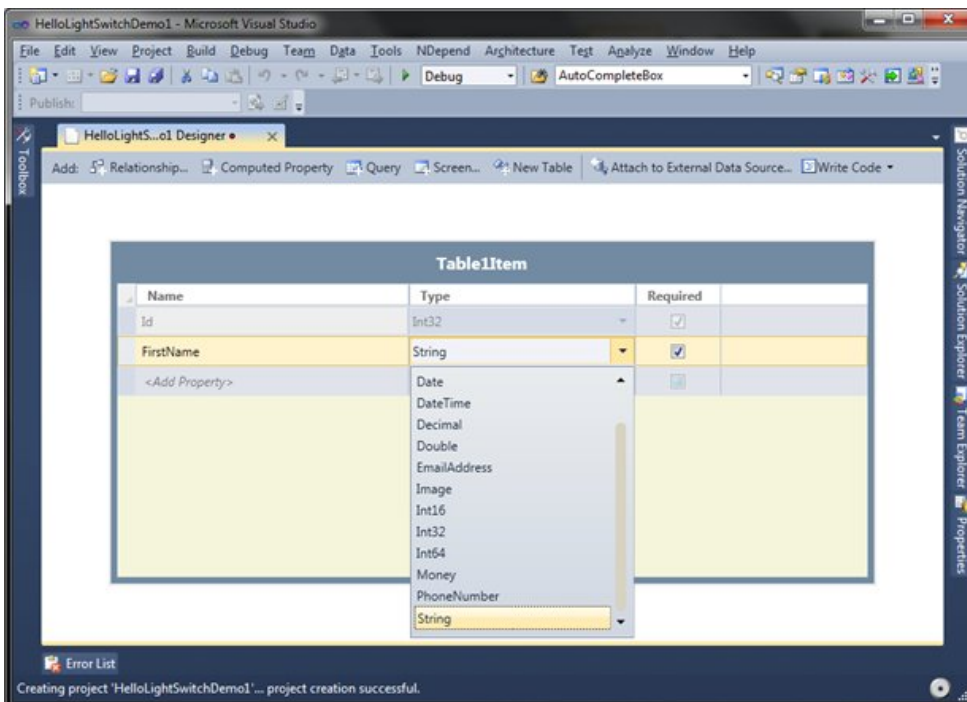 HelloLightSwitchDemo1 - Microsoft Visual Studio
File Edit View Project Build Debug Team Data Tools NDepend Architecture Test Analyze Window Help
Debug AutoCompleteBox
Publish:
HelloLightS...o1 Designer
Add: Relationship... Computed Property Query Screen... New Table Attach to External Data Source... Write Code
Table1Item
Name Type Required
Id Int32
FirstName String
<Add Property>
Date
DateTime
Decimal
Double
EmailAddress
Image
Int16
Int32
Int64
Money
PhoneNumber
String
Toolbox
Solution Navigator
Solution Explorer
Team Explorer
Properties
Error List
Creating project 'HelloLightSwitchDemo1'... project creation successful.